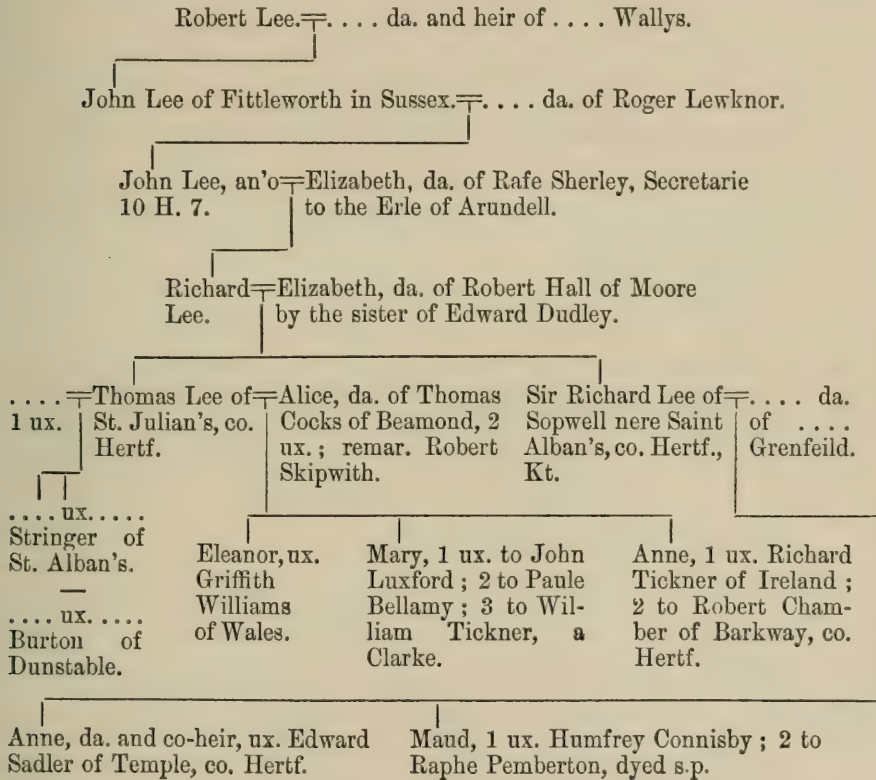 Robert Lee.=. . . . da. and heir of . . . . Wallys.
John Lee of Fittleworth in Sussex.=. . . . da. of Roger Lewknor.
John Lee, an'o=Elizabeth, da. of Rafe Sherley, Secretarie
10 H. 7. to the Erle of Arundell.
Richard=Elizabeth, da. of Robert Hall of Moore
Lee. by the sister of Edward Dudley.
. . . .=Thomas Lee of=Alice, da. of Thomas
1 ux. St. Julian's, co. Cocks of Beamond, 2
Hertf. ux. ; remar. Robert
Skipwith.
Sir Richard Lee of=. . . . da.
Sopwell nere Saint of . . . .
Alban's, co. Hertf., Grenfeild.
Kt.
. . . . ux. . . . .
Stringer of
St. Alban's.
—
. . . . ux. . . . .
Burton of
Dunstable.
Eleanor, ux.
Griffith
Williams
of Wales.
Mary, 1 ux. to John
Luxford ; 2 to Paule
Bellamy ; 3 to Wil-
liam Tickner, a
Clarke.
Anne, 1 ux. Richard
Tickner of Ireland ;
2 to Robert Cham-
ber of Barkway, co.
Hertf.
Anne, da. and co-heir, ux. Edward
Sadler of Temple, co. Hertf.
Maud, 1 ux. Humfrey Connisby ; 2 to
Raphe Pemberton, dyed s.p.